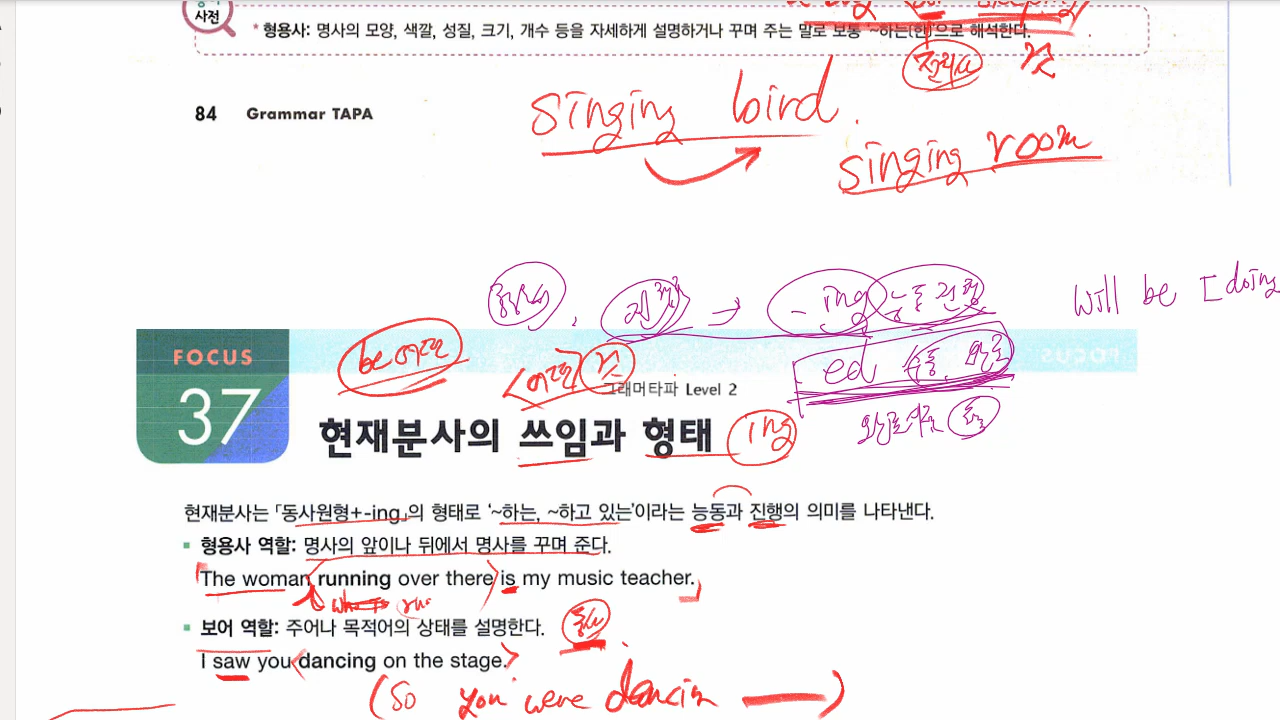 사전
* 형용사: 명사의 모양, 색깔, 성질, 크기, 개수 등을 자세하게 설명하거나 꾸며 주는 말로 보통 '~하는[한]'으로 해석한다.
것
84 Grammar TAPA
singing bird.
singing room
진행 → -ing 능동 진행
will be [doing
be 어쩌
<어쩌> 것
ed 수동, 완료
FOCUS
37
그래머타파 Level 2
현재분사의 쓰임과 형태 ing
현재분사는 「동사원형+-ing」의 형태로 '~하는, ~하고 있는'이라는 능동과 진행의 의미를 나타낸다.
형용사 역할: 명사의 앞이나 뒤에서 명사를 꾸며 준다.
The woman running over there is my music teacher.
보어 역할: 주어나 목적어의 상태를 설명한다.
I saw you dancing on the stage.
(So you were dancin